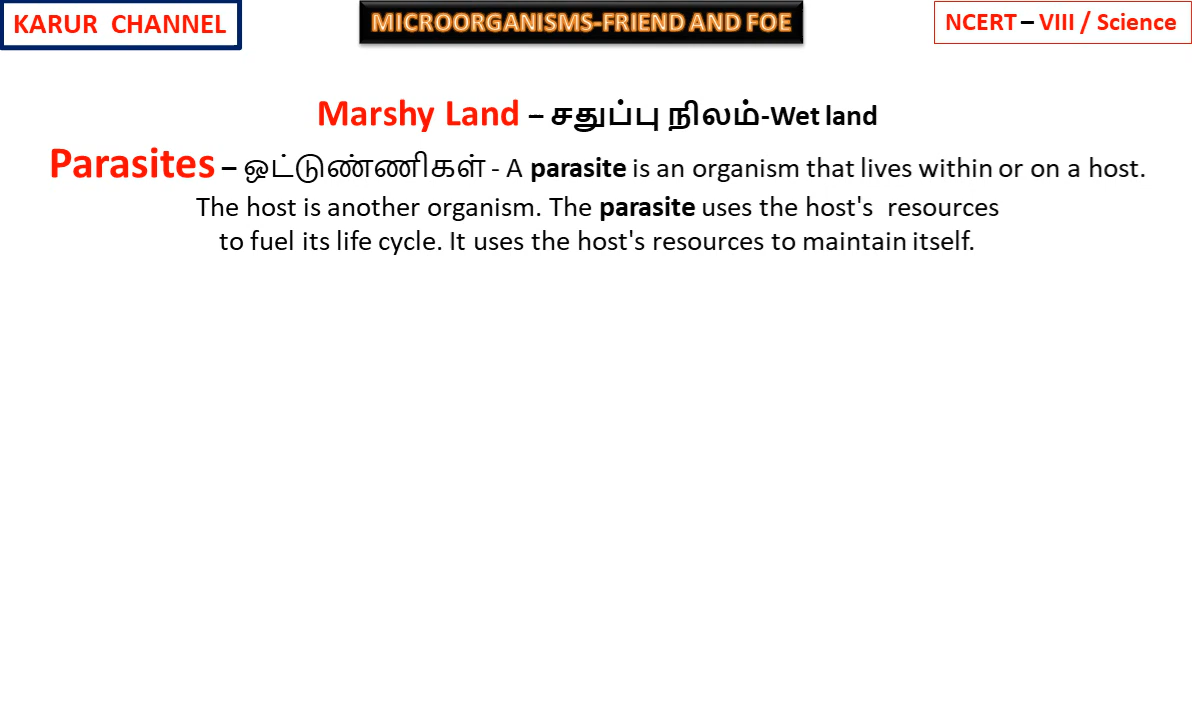 KARUR CHANNEL
MICROORGANISMS-FRIEND AND FOE
NCERT – VIII / Science
Marshy Land – சதுப்பு நிலம்-Wet land
Parasites – ஒட்டுண்ணிகள் - A parasite is an organism that lives within or on a host.
The host is another organism. The parasite uses the host's resources
to fuel its life cycle. It uses the host's resources to maintain itself.